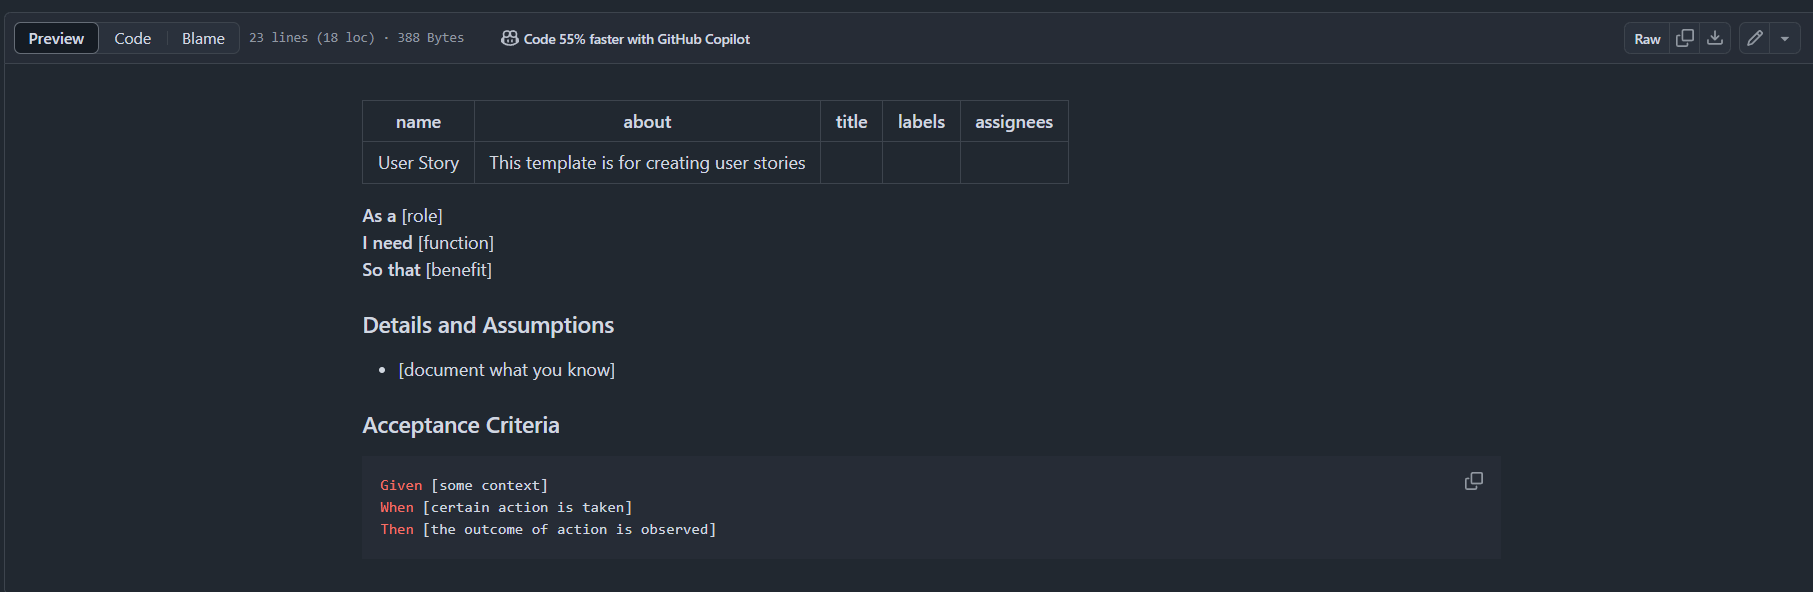 Preview Code Blame 23 lines (18 loc) · 388 Bytes Code 55% faster with GitHub Copilot Raw
name about title labels assignees
User Story This template is for creating user stories
As a [role]
I need [function]
So that [benefit]
Details and Assumptions
• [document what you know]
Acceptance Criteria
Given [some context]
When [certain action is taken]
Then [the outcome of action is observed]